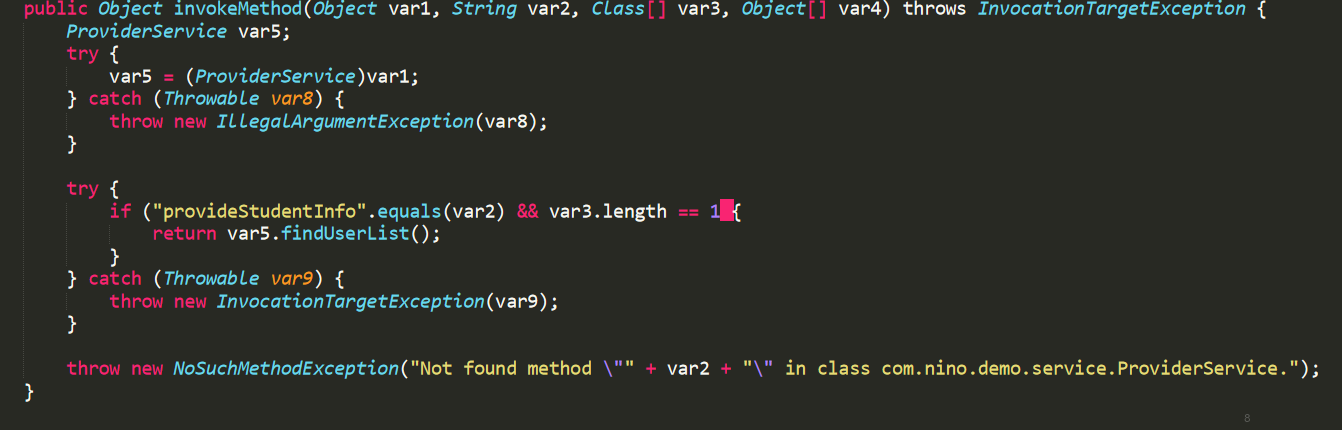 public Object invokeMethod(Object var1, String var2, Class[] var3, Object[] var4) throws InvocationTargetException {
    ProviderService var5;
    try {
        var5 = (ProviderService)var1;
    } catch (Throwable var8) {
        throw new IllegalArgumentException(var8);
    }

    try {
        if ("provideStudentInfo".equals(var2) && var3.length == 1 {
            return var5.findUserList();
        }
    } catch (Throwable var9) {
        throw new InvocationTargetException(var9);
    }

    throw new NoSuchMethodException("Not found method \"" + var2 + "\" in class com.nino.demo.service.ProviderService.");
}
8